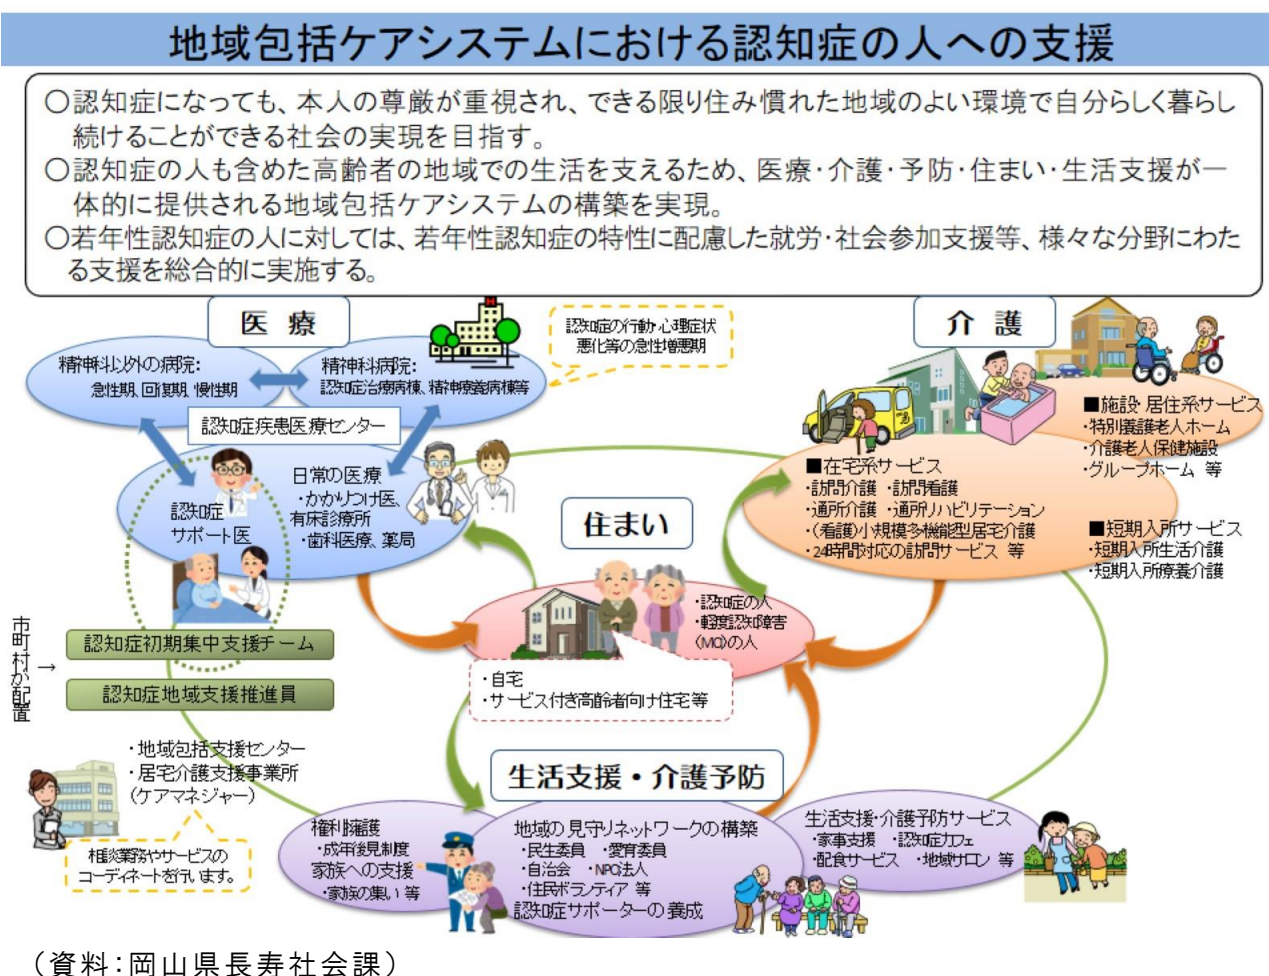 地域包括ケアシステムにおける認知症の人への支援
○認知症になっても、本人の尊厳が重視され、できる限り住み慣れた地域のよい環境で自分らしく暮らし
続けることができる社会の実現を目指す。
○認知症の人も含めた高齢者の地域での生活を支えるため、医療・介護・予防・住まい・生活支援が一
体的に提供される地域包括ケアシステムの構築を実現。
○若年性認知症の人に対しては、若年性認知症の特性に配慮した就労・社会参加支援等、様々な分野にわた
る支援を総合的に実施する。
医 療
精神科以外の病院:
急性期、回復期、慢性期
精神科病院:
認知症治療病棟、精神療養病棟等
認知症の行動・心理症状
悪化等の急性増悪期
認知症疾患医療センター
認知症
サポート医
日常の医療
・かかりつけ医、
有床診療所
・歯科医療、薬局
介 護
■施設・居住系サービス
・特別養護老人ホーム
・介護老人保健施設
・グループホーム 等
■在宅系サービス
・訪問介護 ・訪問看護
・通所介護 ・通所リハビリテーション
・(看護)小規模多機能型居宅介護
・24時間対応の訪問サービス 等
■短期入所サービス
・短期入所生活介護
・短期入所療養介護
住まい
・認知症の人
・軽度認知障害
(MCI)の人
・自宅
・サービス付き高齢者向け住宅等
市町村が配置
→
認知症初期集中支援チーム
認知症地域支援推進員
・地域包括支援センター
・居宅介護支援事業所
(ケアマネジャー)
相談業務やサービスの
コーディネートを行います。
生活支援・介護予防
権利擁護
・成年後見制度
家族への支援
・家族の集い 等
地域の見守りネットワークの構築
・民生委員 ・愛育委員
・自治会 ・NPO法人
・住民ボランティア 等
認知症サポーターの養成
生活支援・介護予防サービス
・家事支援 ・認知症カフェ
・配食サービス ・地域サロン 等
(資料:岡山県長寿社会課)